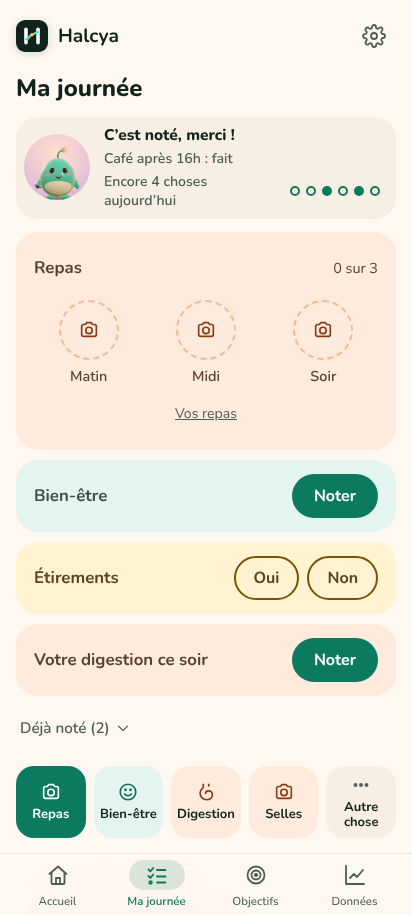 Halcya
Ma journée
C'est noté, merci !
Café après 16h : fait
Encore 4 choses
aujourd'hui
Repas
0 sur 3
Matin
Midi
Soir
Vos repas
Bien-être
Noter
Étirements
Oui
Non
Votre digestion ce soir
Noter
Déjà noté (2)
Repas
Bien-être
Digestion
Selles
Autre
chose
Accueil
Ma journée
Objectifs
Données